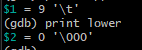 $1 = 9 '\t'
(gdb) print lower
$2 = 0 '\000'